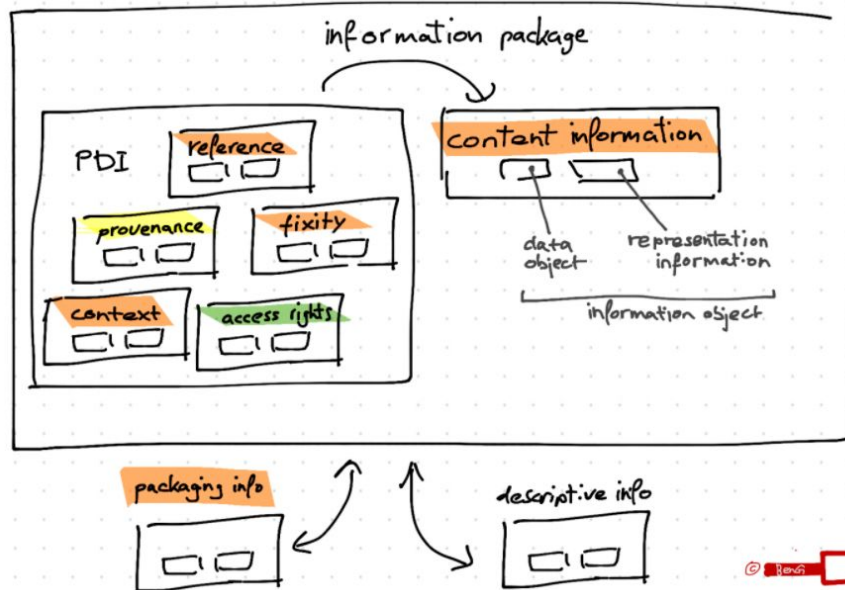 information package
PDI
reference
provenance
fixity
context
access rights
content information
data
object
representation
information
information object
packaging info
descriptive info
©